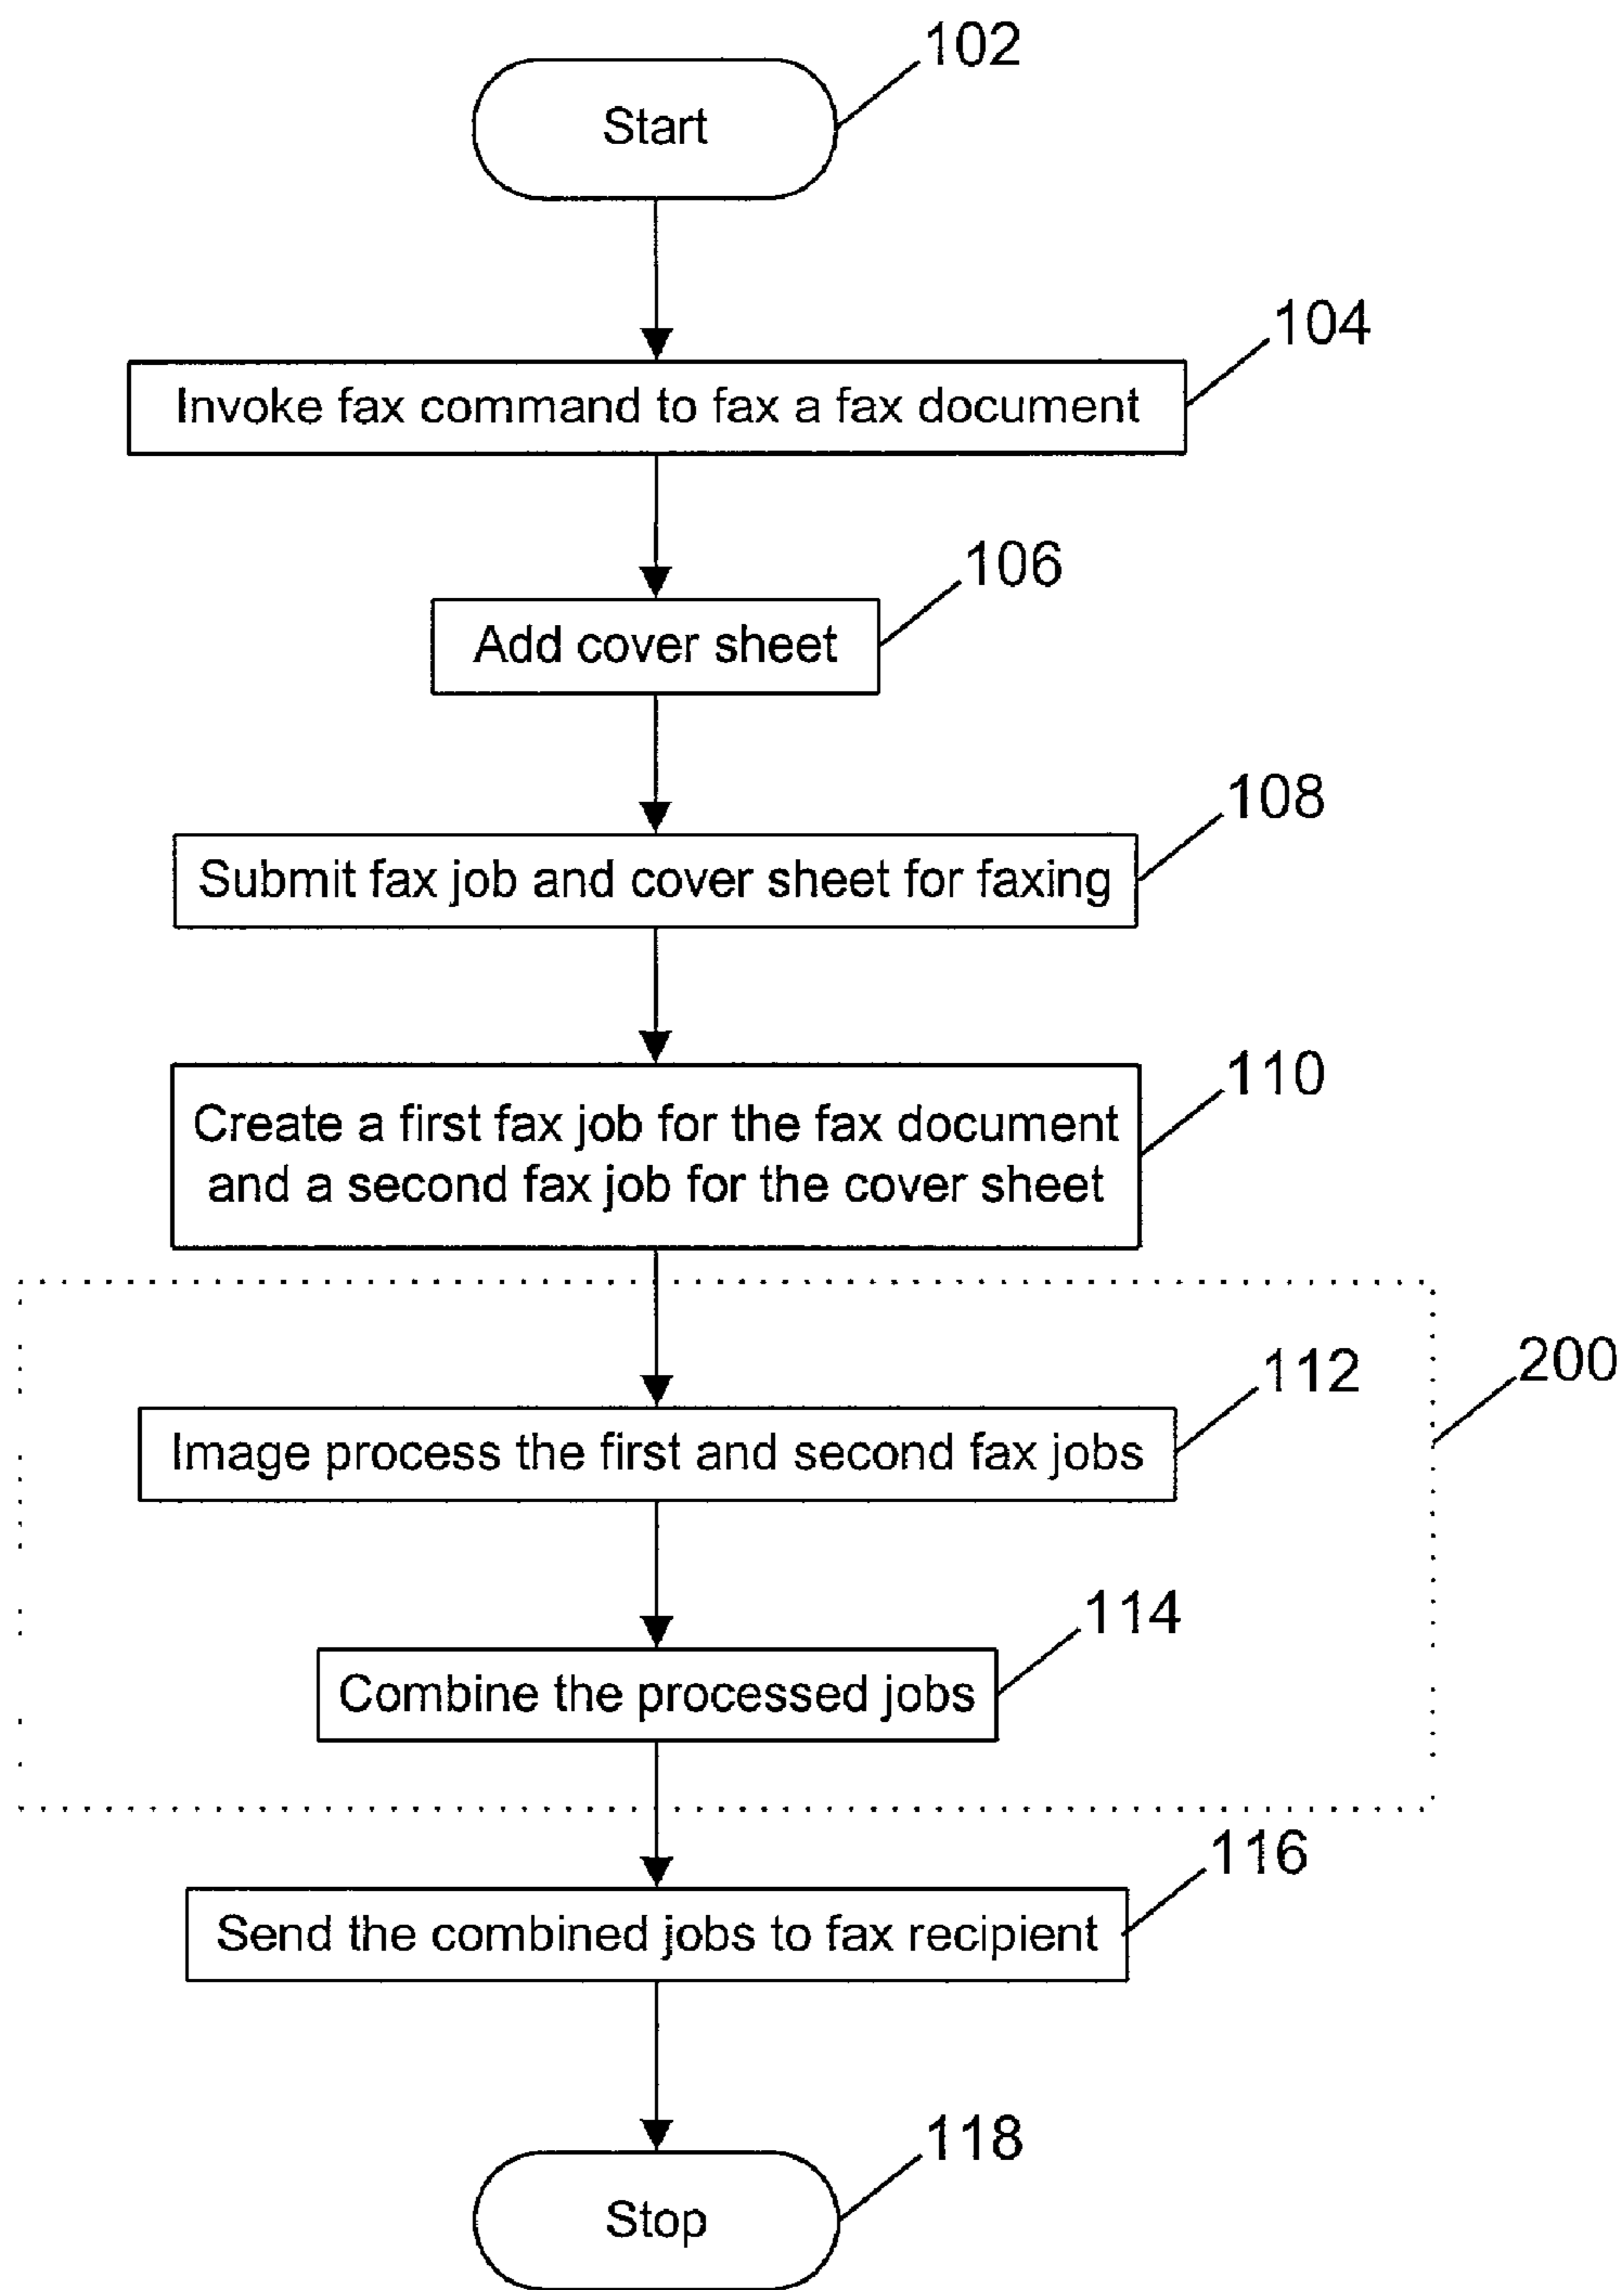 102
Start
104
Invoke fax command to fax a fax document
106
Add cover sheet
108
Submit fax job and cover sheet for faxing
110
Create a first fax job for the fax document
and a second fax job for the cover sheet
200
112
Image process the first and second fax jobs
114
Combine the processed jobs
116
Send the combined jobs to fax recipient
118
Stop